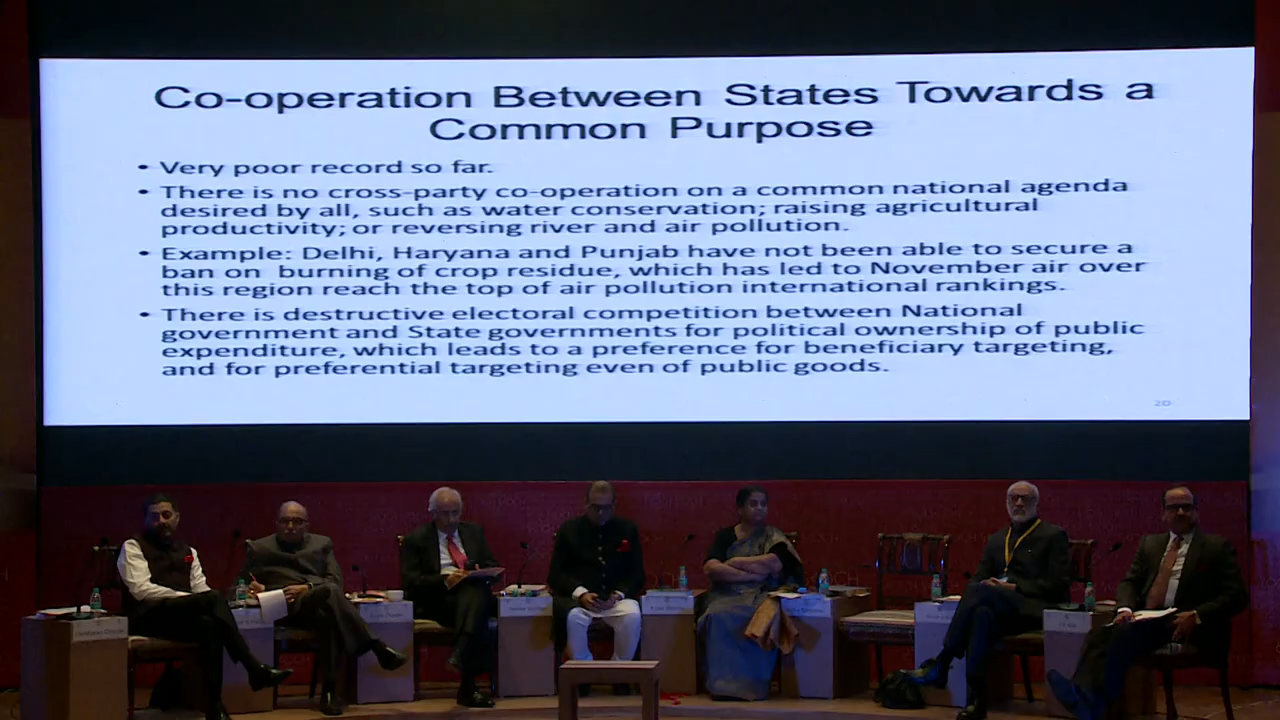 Co-operation Between States Towards a
Common Purpose
• Very poor record so far.
• There is no cross-party co-operation on a common national agenda
desired by all, such as water conservation; raising agricultural
productivity; or reversing river and air pollution.
• Example: Delhi, Haryana and Punjab have not been able to secure a
ban on burning of crop residue, which has led to November air over
this region reach the top of air pollution international rankings.
• There is destructive electoral competition between National
government and State governments for political ownership of public
expenditure, which leads to a preference for beneficiary targeting,
and for preferential targeting even of public goods.
20